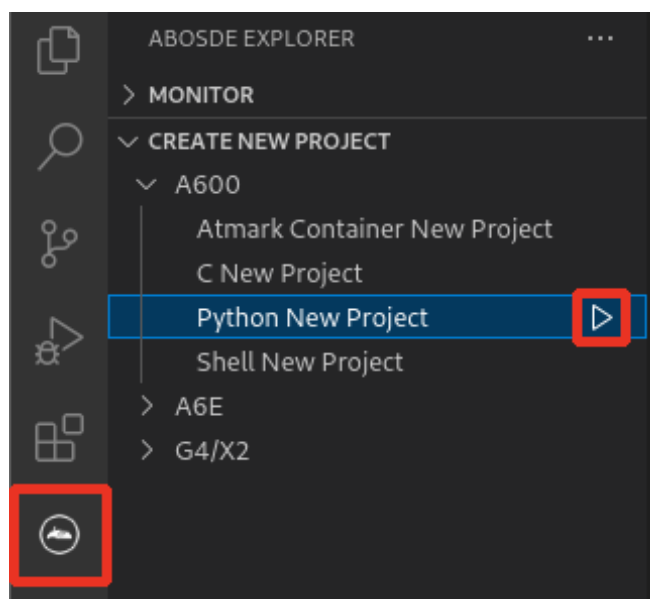 ABOSDE EXPLORER
MONITOR
CREATE NEW PROJECT
A600
Atmark Container New Project
C New Project
Python New Project
Shell New Project
A6E
G4/X2